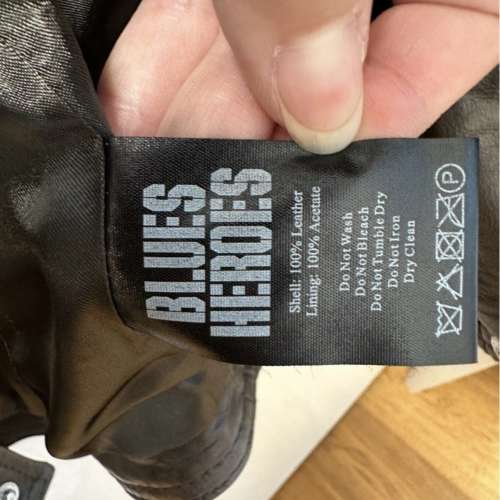 BLUES
HEROES
Shell: 100% Leather
Lining: 100% Acetate
Do Not Wash
Do Not Bleach
Do Not Tumble Dry
Do Not Iron
Dry Clean
P